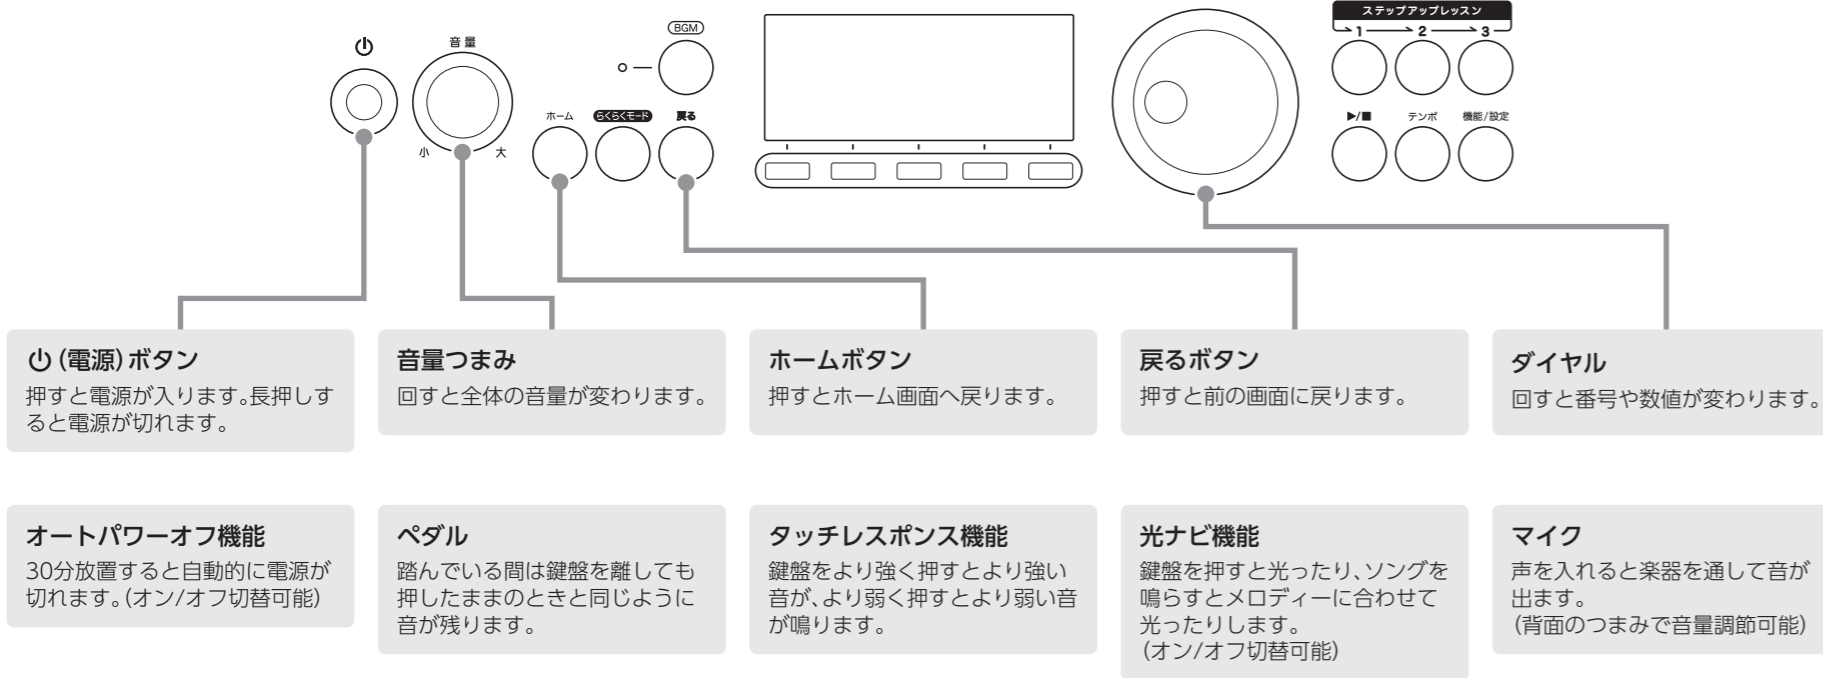 ステップアップレッスン
1 2 3
音量
BGM
ホーム らくらくモード 戻る
▶/■ テンポ 機能/設定
小 大
⏻(電源)ボタン
押すと電源が入ります。長押しす
ると電源が切れます。
音量つまみ
回すと全体の音量が変わります。
ホームボタン
押すとホーム画面へ戻ります。
戻るボタン
押すと前の画面に戻ります。
ダイヤル
回すと番号や数値が変わります。
オートパワーオフ機能
30分放置すると自動的に電源が
切れます。(オン/オフ切替可能)
ペダル
踏んでいる間は鍵盤を離しても
押したままのときと同じように
音が残ります。
タッチレスポンス機能
鍵盤をより強く押すとより強い
音が、より弱く押すとより弱い音
が鳴ります。
光ナビ機能
鍵盤を押すと光ったり、ソングを
鳴らすとメロディーに合わせて
光ったりします。
(オン/オフ切替可能)
マイク
声を入れると楽器を通して音が
出ます。
(背面のつまみで音量調節可能)